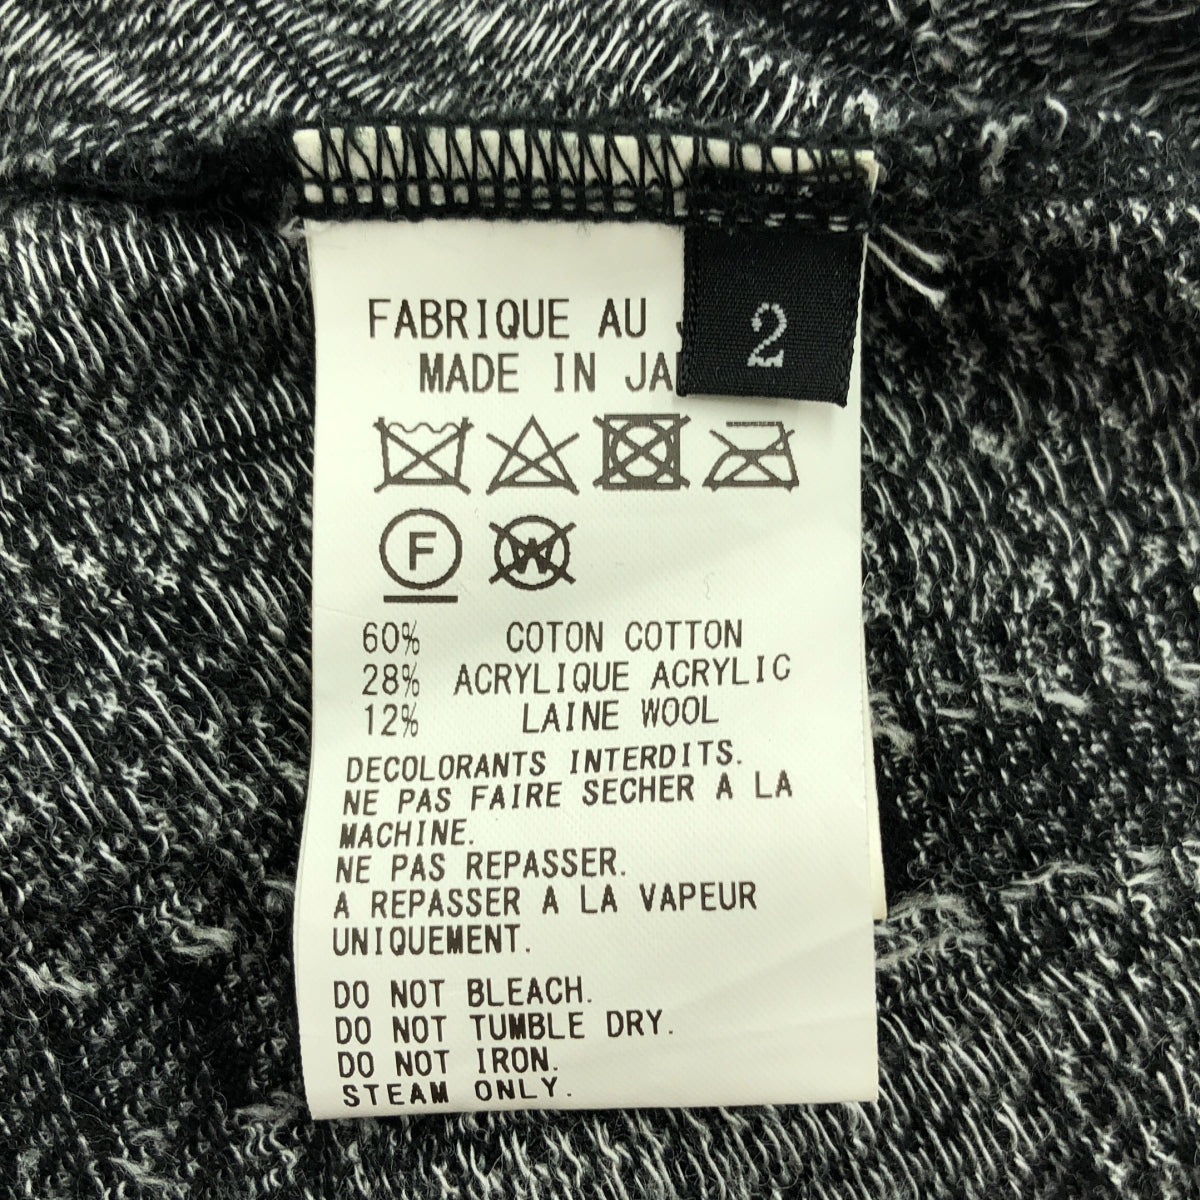 FABRIQUE AU
2
MADE IN
F
W
60% COTON COTTON
28% ACRYLIQUE ACRYLIC
12% LAINE WOOL
DECOLORANTS INTERDITS.
NE PAS FAIRE SECHER A LA
MACHINE.
NE PAS REPASSER.
A REPASSER A LA VAPEUR
UNIQUEMENT.
DO NOT BLEACH.
DO NOT TUMBLE DRY.
DO NOT IRON.
STEAM ONLY.